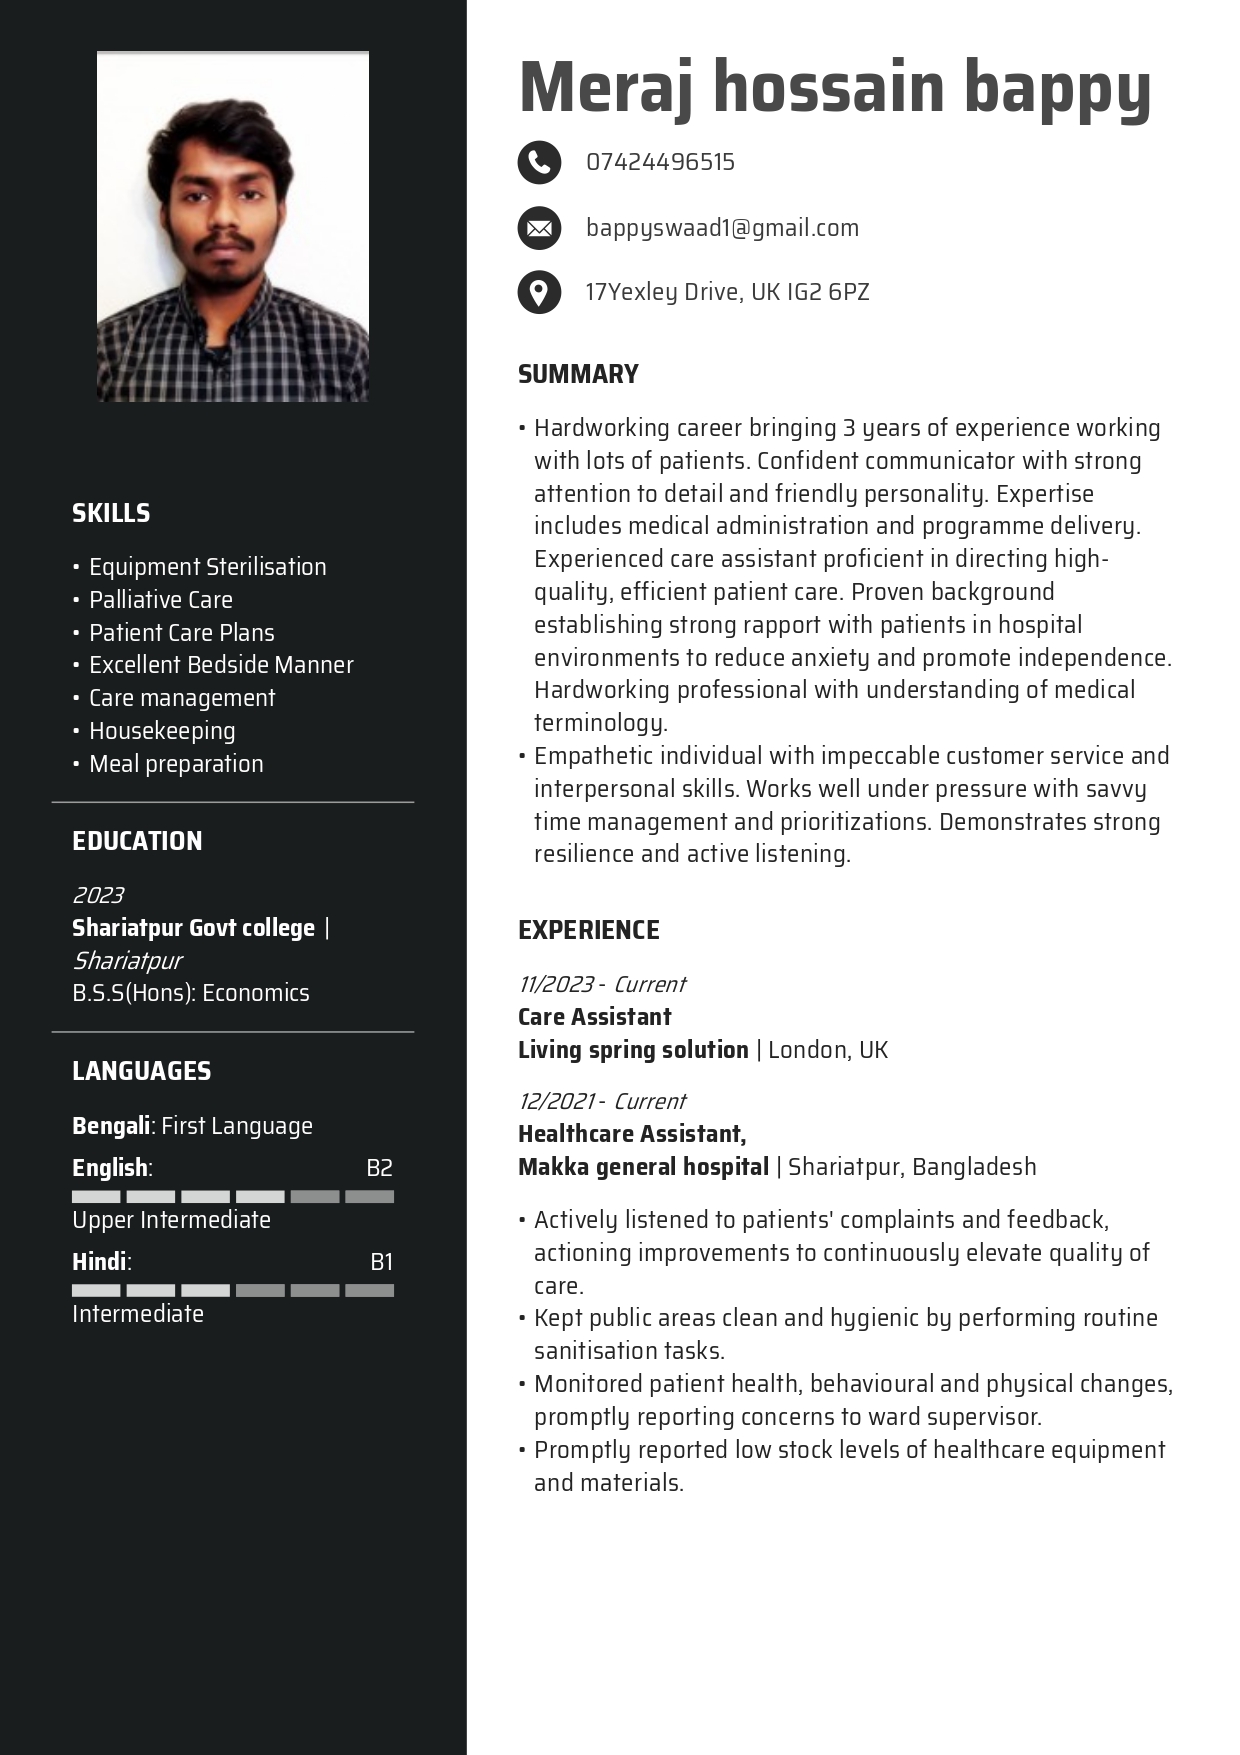 Meraj hossain bappy
07424496515
bappyswaad1@gmail.com
17Yexley Drive, UK IG2 6PZ
SUMMARY
• Hardworking career bringing 3 years of experience working
with lots of patients. Confident communicator with strong
attention to detail and friendly personality. Expertise
includes medical administration and programme delivery.
Experienced care assistant proficient in directing high-
quality, efficient patient care. Proven background
establishing strong rapport with patients in hospital
environments to reduce anxiety and promote independence.
Hardworking professional with understanding of medical
terminology.
• Empathetic individual with impeccable customer service and
interpersonal skills. Works well under pressure with savvy
time management and prioritizations. Demonstrates strong
resilience and active listening.
EXPERIENCE
11/2023 - Current
Care Assistant
Living spring solution | London, UK
12/2021 - Current
Healthcare Assistant,
Makka general hospital | Shariatpur, Bangladesh
• Actively listened to patients' complaints and feedback,
actioning improvements to continuously elevate quality of
care.
• Kept public areas clean and hygienic by performing routine
sanitisation tasks.
• Monitored patient health, behavioural and physical changes,
promptly reporting concerns to ward supervisor.
• Promptly reported low stock levels of healthcare equipment
and materials.
SKILLS
• Equipment Sterilisation
• Palliative Care
• Patient Care Plans
• Excellent Bedside Manner
• Care management
• Housekeeping
• Meal preparation
EDUCATION
2023
Shariatpur Govt college |
Shariatpur
B.S.S(Hons): Economics
LANGUAGES
Bengali: First Language
English: B2
Upper Intermediate
Hindi: B1
Intermediate